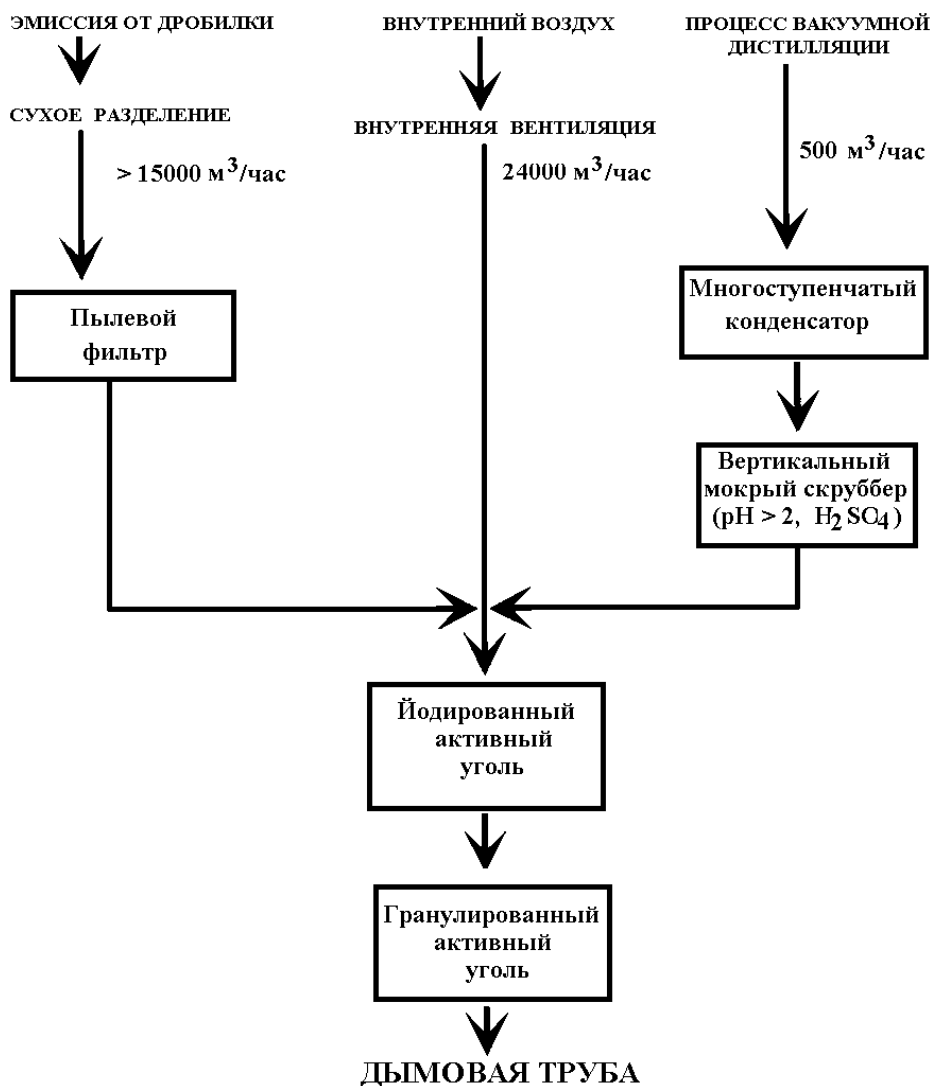 ЭМИССИЯ ОТ ДРОБИЛКИ
ВНУТРЕННИЙ ВОЗДУХ
ПРОЦЕСС ВАКУУМНОЙ
ДИСТИЛЛЯЦИИ
СУХОЕ РАЗДЕЛЕНИЕ
ВНУТРЕННЯЯ ВЕНТИЛЯЦИЯ
> 15000 м³/час
24000 м³/час
500 м³/час
Пылевой
фильтр
Многоступенчатый
конденсатор
Вертикальный
мокрый скруббер
(pH > 2, H₂SO₄)
Йодированный
активный
уголь
Гранулированный
активный
уголь
ДЫМОВАЯ ТРУБА